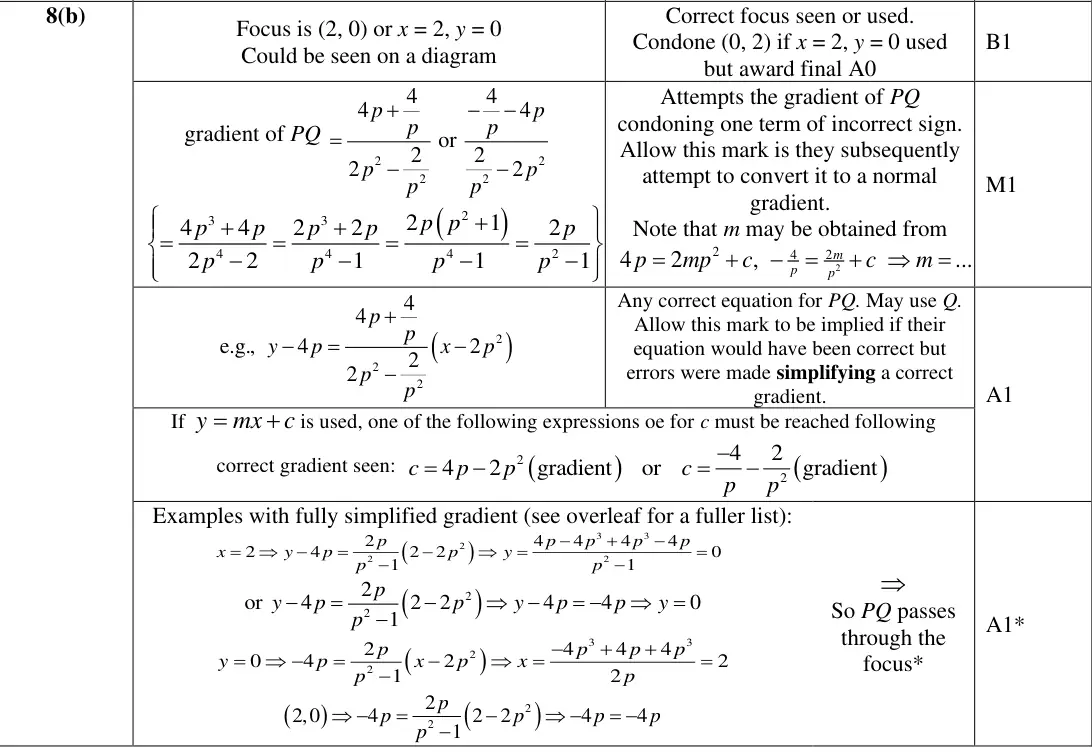 8(b)
Focus is (2, 0) or x = 2, y = 0
Could be seen on a diagram
Correct focus seen or used.
Condone (0, 2) if x = 2, y = 0 used
but award final A0
B1
gradient of PQ = (4p + 4/p)/(2p² − 2/p²) or (−4/p − 4p)/(2/p² − 2p²)
{= (4p³ + 4p)/(2p⁴ − 2) = (2p³ + 2p)/(p⁴ − 1) = 2p(p² + 1)/(p⁴ − 1) = 2p/(p² − 1)}
Attempts the gradient of PQ
condoning one term of incorrect sign.
Allow this mark is they subsequently
attempt to convert it to a normal
gradient.
Note that m may be obtained from
4p = 2mp² + c, −4/p = 2m/p² + c ⇒ m = ...
M1
e.g., y − 4p = (4p + 4/p)/(2p² − 2/p²) (x − 2p²)
Any correct equation for PQ. May use Q.
Allow this mark to be implied if their
equation would have been correct but
errors were made simplifying a correct
gradient.
A1
If y = mx + c is used, one of the following expressions oe for c must be reached following
correct gradient seen: c = 4p − 2p²(gradient) or c = −4/p − 2/p²(gradient)
Examples with fully simplified gradient (see overleaf for a fuller list):
x = 2 ⇒ y − 4p = 2p/(p² − 1) (2 − 2p²) ⇒ y = (4p − 4p³ + 4p³ − 4p)/(p² − 1) = 0
or y − 4p = 2p/(p² − 1) (2 − 2p²) ⇒ y − 4p = −4p ⇒ y = 0
y = 0 ⇒ −4p = 2p/(p² − 1) (x − 2p²) ⇒ x = (−4p³ + 4p + 4p³)/2p = 2
(2,0) ⇒ −4p = 2p/(p² − 1) (2 − 2p²) ⇒ −4p = −4p
⇒
So PQ passes
through the
focus*
A1*